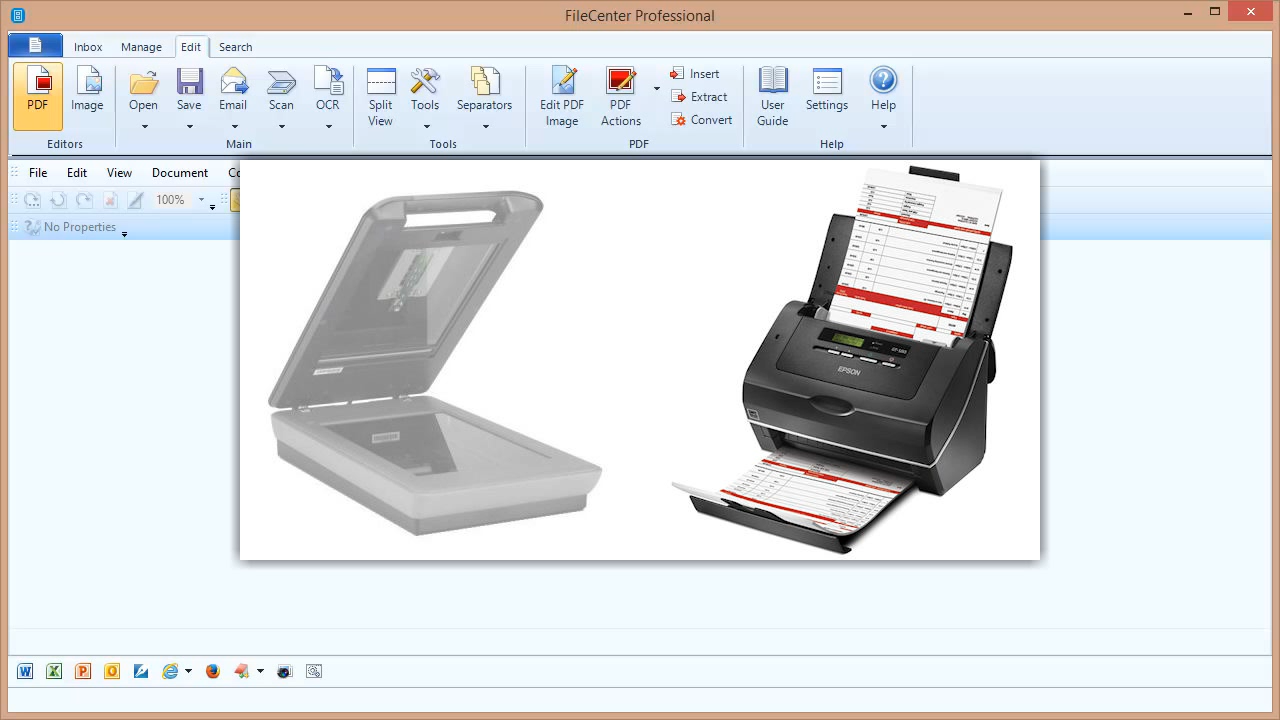 FileCenter Professional
Inbox Manage Edit Search
PDF Image Open Save Email Scan OCR Split View Tools Separators Edit PDF Image PDF Actions Insert Extract Convert User Guide Settings Help
Editors Main Tools PDF Help
File Edit View Document
100%
No Properties
EPSON